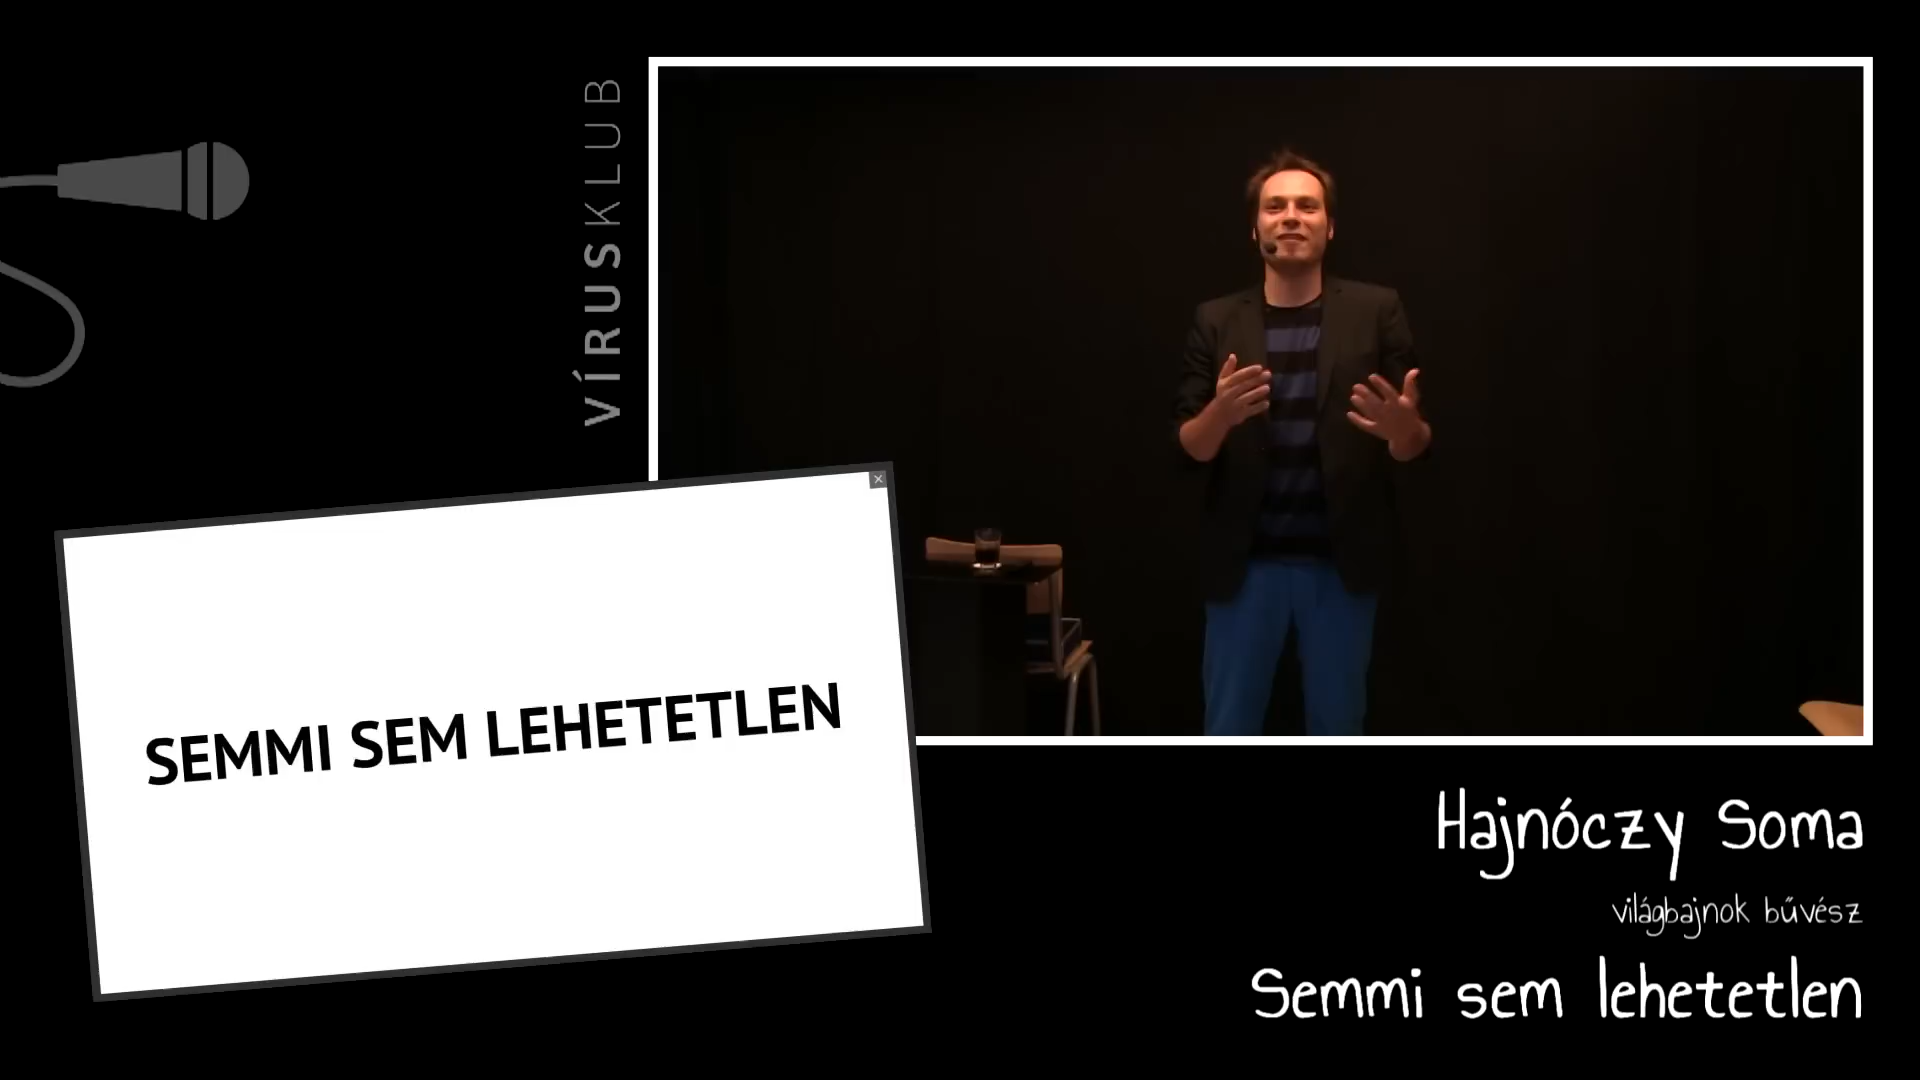 VÍRUSKLUB
SEMMI SEM LEHETETLEN
Hajnóczy Soma
világbajnok bűvész
Semmi sem lehetetlen